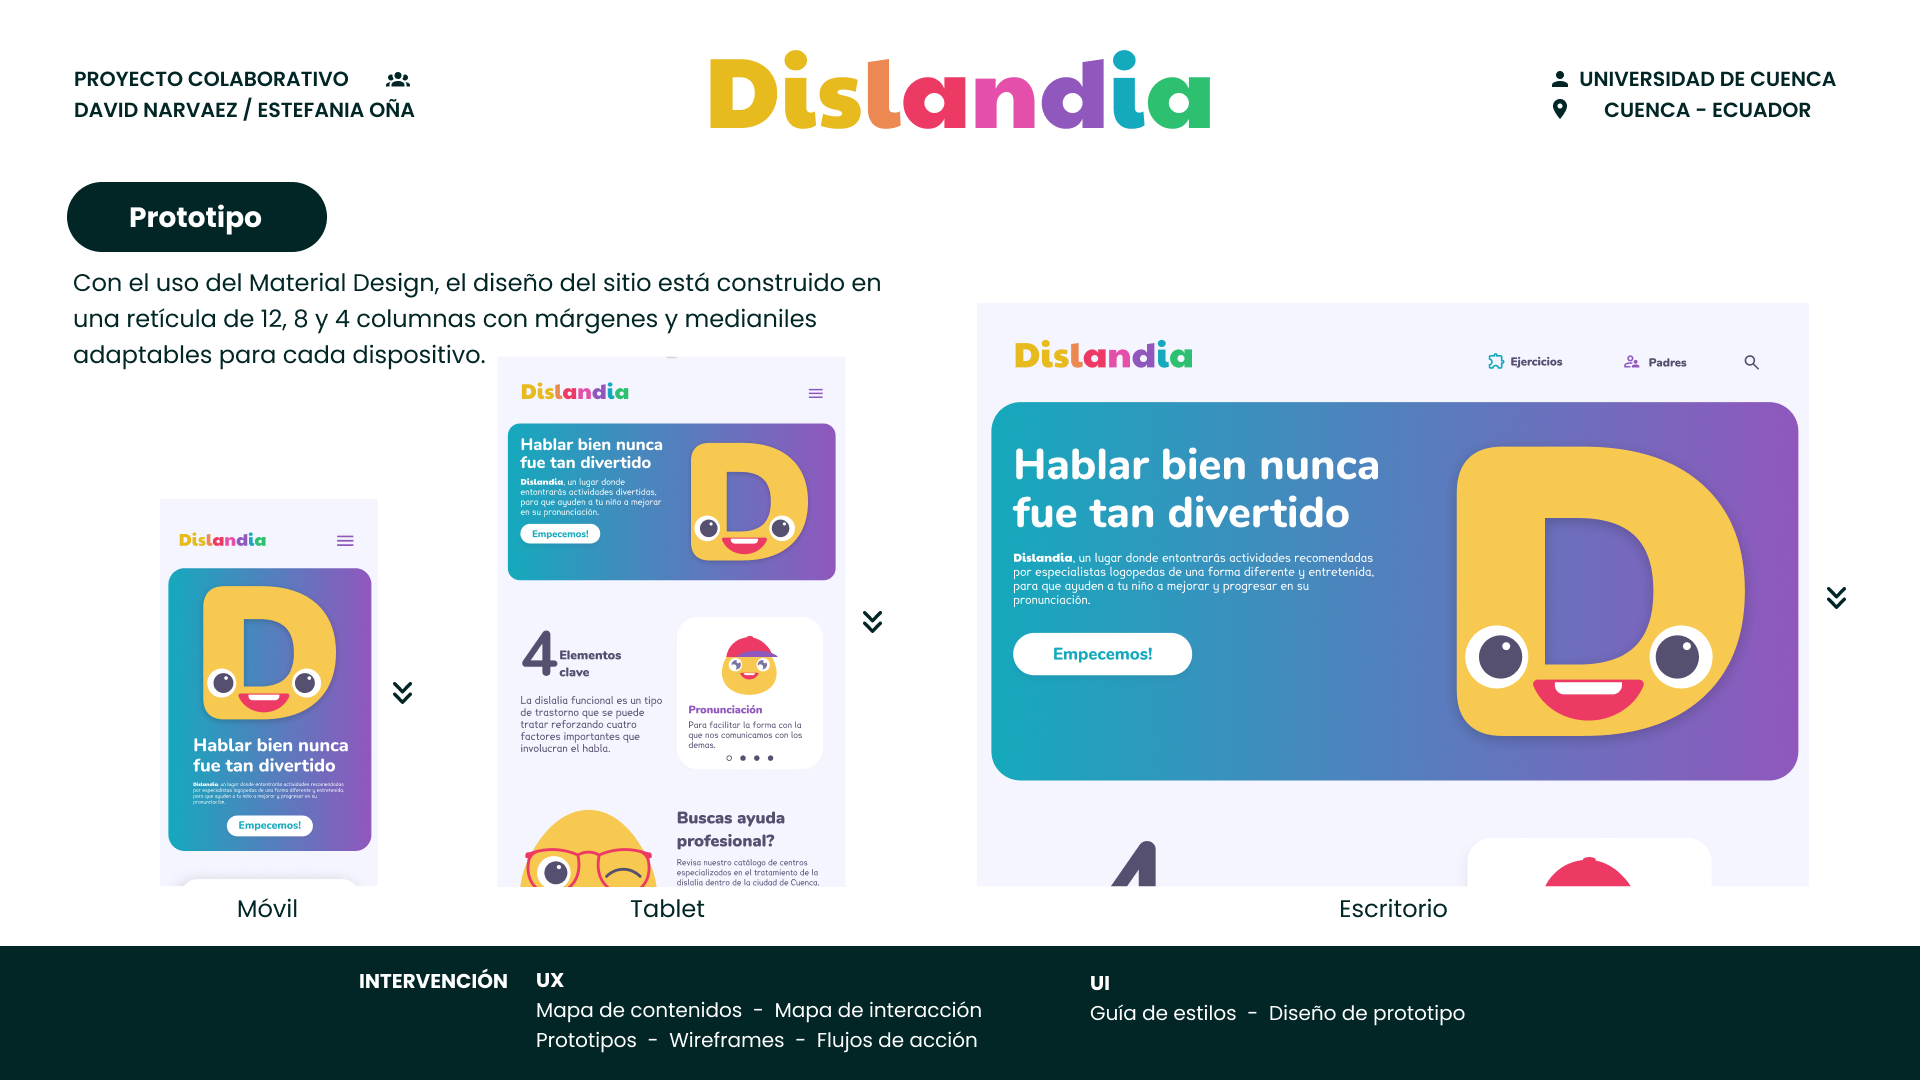 PROYECTO COLABORATIVO
DAVID NARVAEZ / ESTEFANIA OÑA
Dislandia
UNIVERSIDAD DE CUENCA
CUENCA - ECUADOR
Prototipo
Con el uso del Material Design, el diseño del sitio está construido en
una retícula de 12, 8 y 4 columnas con márgenes y medianiles
adaptables para cada dispositivo.
Dislandia
Hablar bien nunca
fue tan divertido
Dislandia, un lugar donde entontrarás actividades recomendadas
por especialistas logopedas de una forma diferente y entretenida,
para que ayuden a tu niño a mejorar y progresar en su
pronunciación.
Empecemos!
Móvil
Dislandia
Hablar bien nunca
fue tan divertido
Dislandia, un lugar donde
entontrarás actividades divertidas,
para que ayuden a tu niño a mejorar
en su pronunciación.
Empecemos!
4 Elementos
clave
La dislalia funcional es un tipo
de trastorno que se puede
tratar reforzando cuatro
factores importantes que
involucran el habla.
Pronunciación
Para facilitar la forma con la
que nos comunicamos con los
demas.
Buscas ayuda
profesional?
Revisa nuestro catálogo de centros
especializados en el tratamiento de la
dislalia dentro de la ciudad de Cuenca.
Tablet
Dislandia
Ejercicios
Padres
Hablar bien nunca
fue tan divertido
Dislandia, un lugar donde entontrarás actividades recomendadas
por especialistas logopedas de una forma diferente y entretenida,
para que ayuden a tu niño a mejorar y progresar en su
pronunciación.
Empecemos!
4
Escritorio
INTERVENCIÓN
UX
Mapa de contenidos - Mapa de interacción
Prototipos - Wireframes - Flujos de acción
UI
Guía de estilos - Diseño de prototipo